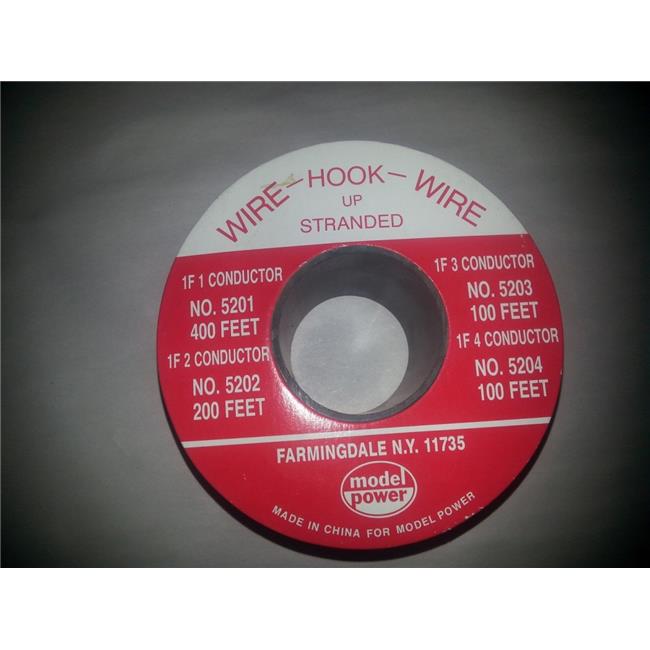 WIRE - HOOK - WIRE
UP
STRANDED
1F 1 CONDUCTOR
NO. 5201
400 FEET
1F 2 CONDUCTOR
NO. 5202
200 FEET
1F 3 CONDUCTOR
NO. 5203
100 FEET
1F 4 CONDUCTOR
NO. 5204
100 FEET
FARMINGDALE N.Y. 11735
model
power
MADE IN CHINA FOR MODEL POWER